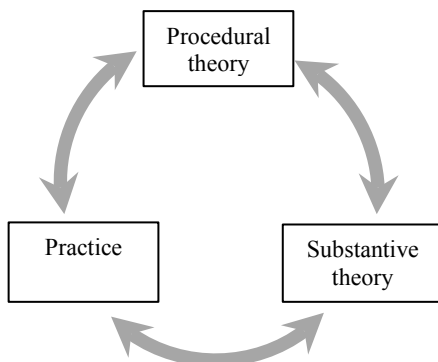 Procedural
theory
Practice
Substantive
theory